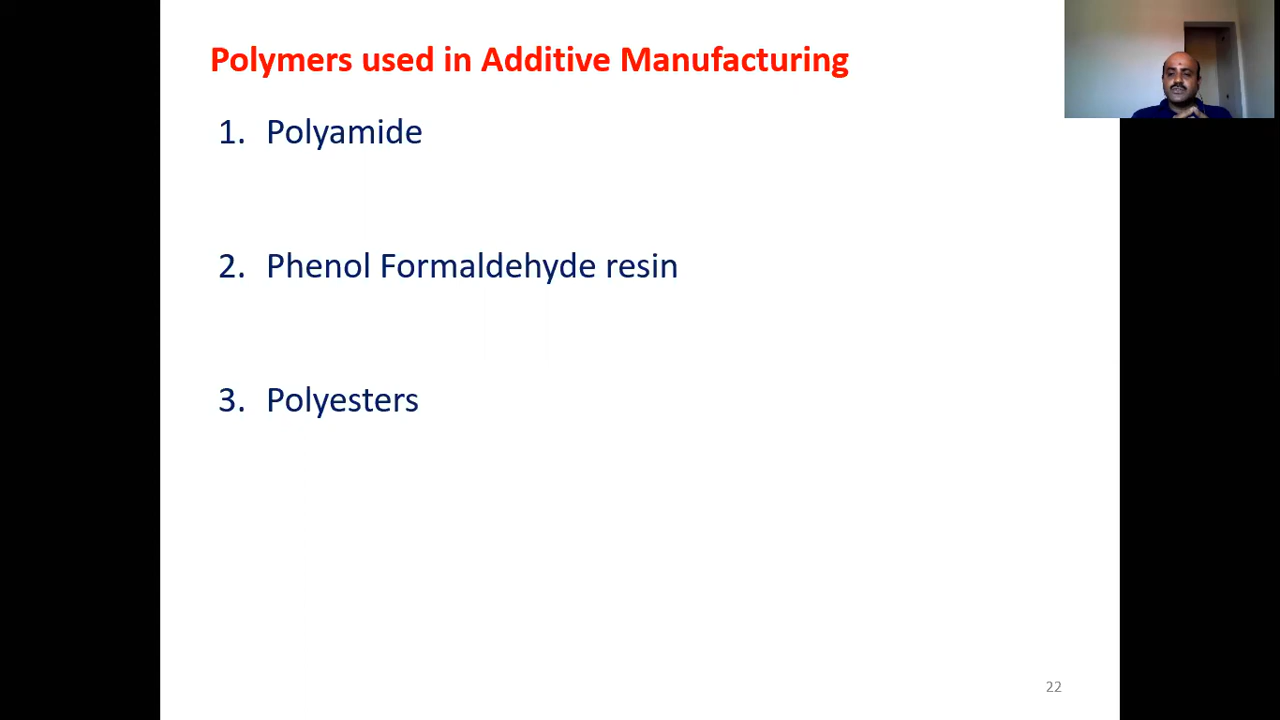 Polymers used in Additive Manufacturing
1. Polyamide
2. Phenol Formaldehyde resin
3. Polyesters
22